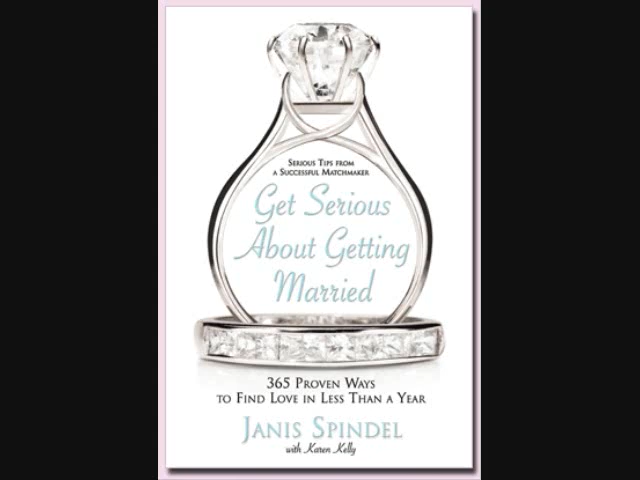 Serious Tips from
a Successful Matchmaker
Get Serious
About Getting
Married
365 Proven Ways
to Find Love in Less Than a Year
Janis Spindel
with Karen Kelly